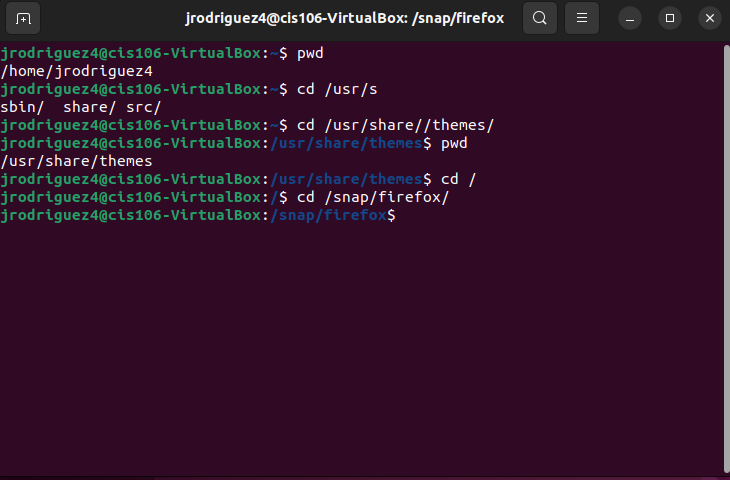 jrodriguez4@cis106-VirtualBox: /snap/firefox
jrodriguez4@cis106-VirtualBox:~$ pwd
/home/jrodriguez4
jrodriguez4@cis106-VirtualBox:~$ cd /usr/s
sbin/  share/ src/
jrodriguez4@cis106-VirtualBox:~$ cd /usr/share//themes/
jrodriguez4@cis106-VirtualBox:/usr/share/themes$ pwd
/usr/share/themes
jrodriguez4@cis106-VirtualBox:/usr/share/themes$ cd /
jrodriguez4@cis106-VirtualBox:/$ cd /snap/firefox/
jrodriguez4@cis106-VirtualBox:/snap/firefox$